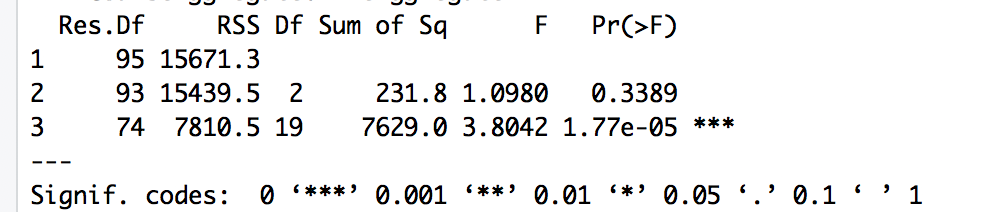 Res.Df RSS Df Sum of Sq F Pr(>F)
1 95 15671.3
2 93 15439.5 2 231.8 1.0980 0.3389
3 74 7810.5 19 7629.0 3.8042 1.77e-05 ***
---
Signif. codes: 0 ‘***’ 0.001 ‘**’ 0.01 ‘*’ 0.05 ‘.’ 0.1 ‘ ’ 1